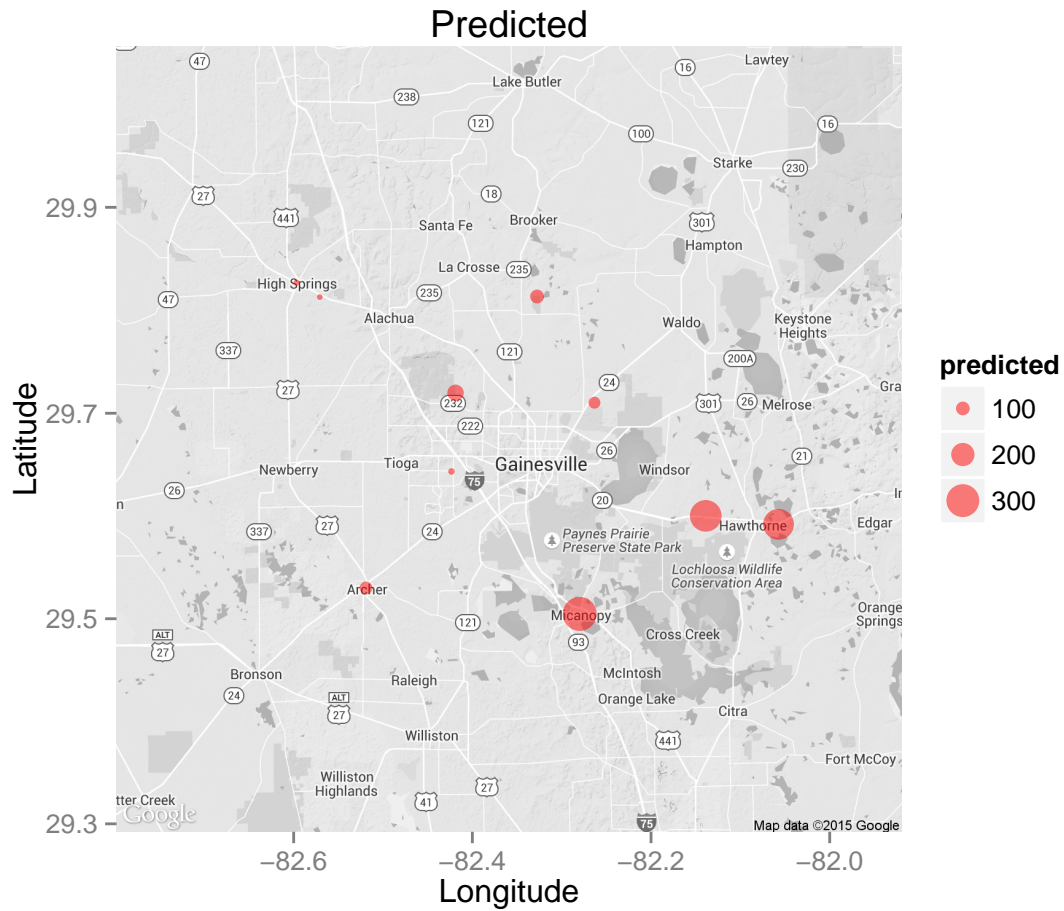 Predicted
47
Lake Butler
16
Lawtey
238
121
100
16
Starke
230
27
18
441
Santa Fe
Brooker
301
Hampton
La Crosse
235
High Springs
235
47
Alachua
Waldo
Keystone
Heights
337
121
200A
27
24
Gra
232
301
26
Melrose
222
26
21
Tioga
Gainesville
Windsor
Newberry
75
26
20
n
In
337
27
24
Paynes Prairie
Preserve State Park
Hawthorne
Edgar
Lochloosa Wildlife
Conservation Area
Archer
Micanopy
Orange
Springs
121
93
Cross Creek
ALT
27
Bronson
Raleigh
McIntosh
24
ALT
27
Orange Lake
Citra
Williston
441
Fort McCoy
Williston
Highlands
27
41
tter Creek
75
Google
Map data ©2015 Google
29.9
29.7
29.5
29.3
Latitude
−82.6
−82.4
−82.2
−82.0
Longitude
predicted
100
200
300